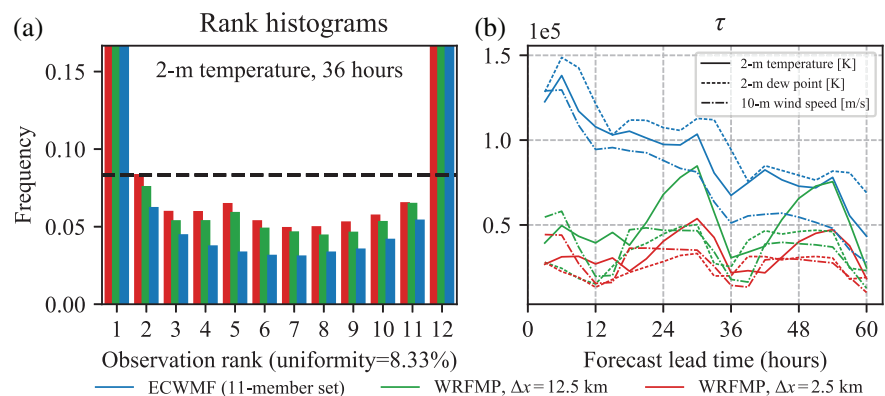 (a)
Rank histograms
2-m temperature, 36 hours
Frequency
0.15
0.10
0.05
0.00
1 2 3 4 5 6 7 8 9 10 11 12
Observation rank (uniformity=8.33%)
(b)
τ
1e5
2-m temperature [K]
2-m dew point [K]
10-m wind speed [m/s]
1.5
1.0
0.5
0 12 24 36 48 60
Forecast lead time (hours)
ECWMF (11-member set) WRFMP, Δx=12.5 km WRFMP, Δx=2.5 km